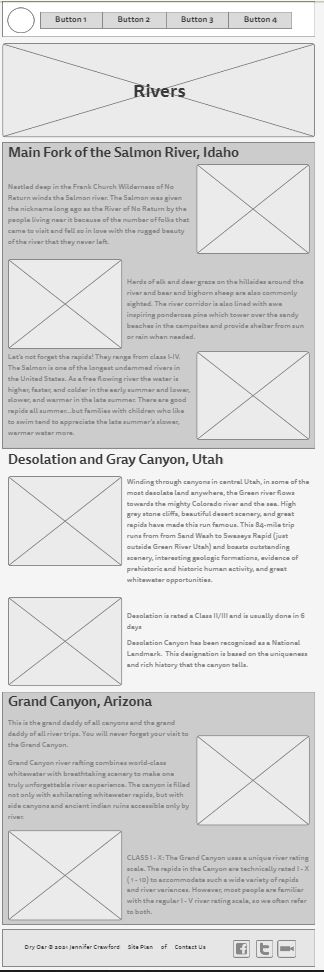 Button 1 Button 2 Button 3 Button 4
Rivers
Main Fork of the Salmon River, Idaho
Nestled deep in the Frank Church Wilderness of No
Return winds the Salmon river. The Salmon was given
the nickname long ago as the River of No Return by the
people living near it because of the number of folks that
came to visit and fell so in love with the rugged beauty
of the river that they never left.
Herds of elk and deer graze on the hillsides around the
river and bear and bighorn sheep are also commonly
sighted. The river corridor is also lined with awe
inspiring ponderosa pine which tower over the sandy
beaches in the campsites and provide shelter from sun
or rain when needed.
Let's not forget the rapids! They range from class I-IV.
The Salmon is one of the longest undammed rivers in
the United States. As a free flowing river the water is
higher, faster, and colder in the early summer and lower,
slower, and warmer in the late summer. There are good
rapids all summer...but families with children who like
to swim tend to appreciate the late summer's slower,
warmer water more.
Desolation and Gray Canyon, Utah
Winding through canyons in central Utah, in some of the
most desolate land anywhere, the Green river flows
towards the mighty Colorado river and the sea. High
grey stone cliffs, beautiful desert scenery, and great
rapids have made this run famous. This 84-mile trip
runs from from Sand Wash to Swaseys Rapid (just
outside Green River Utah) and boasts outstanding
scenery, interesting geologic formations, evidence of
prehistoric and historic human activity, and great
whitewater opportunities.
Desolation is rated a Class II/III and is usually done in 6
days
Desolation Canyon has been recognized as a National
Landmark. This designation is based on the uniqueness
and rich history that the canyon tells.
Grand Canyon, Arizona
This is the grand daddy of all canyons and the grand
daddy of all river trips. You will never forget your visit to
the Grand Canyon.
Grand Canyon river rafting combines world-class
whitewater with breathtaking scenery to make one
truly unforgettable river experience. The canyon is filled
not only with exhilarating whitewater rapids, but with
side canyons and ancient indian ruins accessible only by
river.
CLASS I - X: The Grand Canyon uses a unique river rating
scale. The rapids in the Canyon are technically rated I - X
(1 - 10) to accommodate such a wide variety of rapids
and river variances. However, most people are familiar
with the regular I - V river rating scale, so we often refer
to both.
Dry Oar © 2021 Jennifer Crawford Site Plan of Contact Us